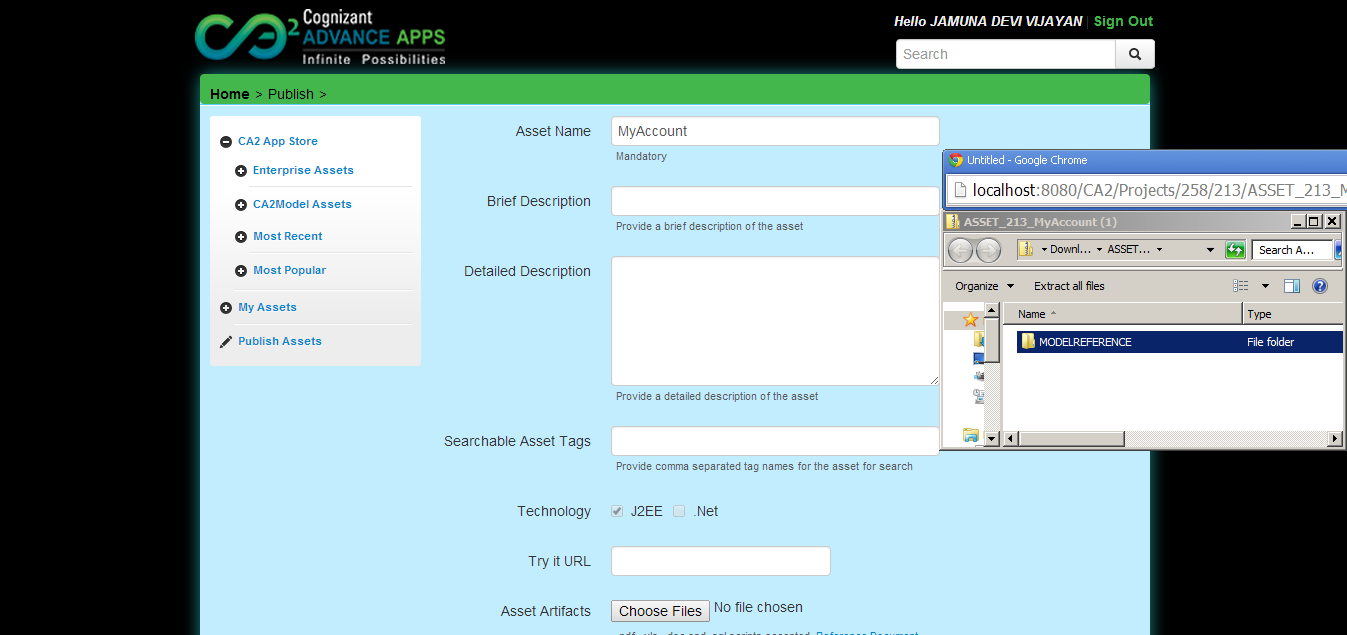 Cognizant
ADVANCE APPS
Infinite Possibilities
2
Hello JAMUNA DEVI VIJAYAN | Sign Out
Search
Home > Publish >
CA2 App Store
Enterprise Assets
CA2Model Assets
Most Recent
Most Popular
My Assets
Publish Assets
Asset Name
MyAccount
Mandatory
Brief Description
Provide a brief description of the asset
Detailed Description
Provide a detailed description of the asset
Searchable Asset Tags
Provide comma separated tag names for the asset for search
Technology
J2EE
.Net
Try it URL
Asset Artifacts
Choose Files No file chosen
Untitled - Google Chrome
localhost:8080/CA2/Projects/258/213/ASSET_213_M
ASSET_213_MyAccount (1)
Downl... ASSET...
Search A...
Organize
Extract all files
Name
Type
MODELREFERENCE
File folder